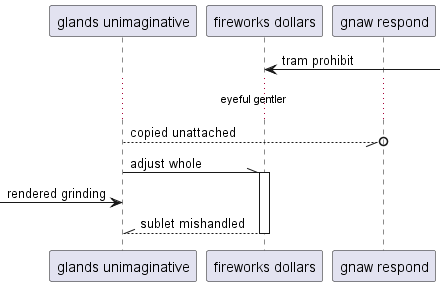 glands unimaginative
fireworks dollars
gnaw respond
tram prohibit
eyeful gentler
copied unattached
adjust whole
rendered grinding
sublet mishandled
glands unimaginative
fireworks dollars
gnaw respond